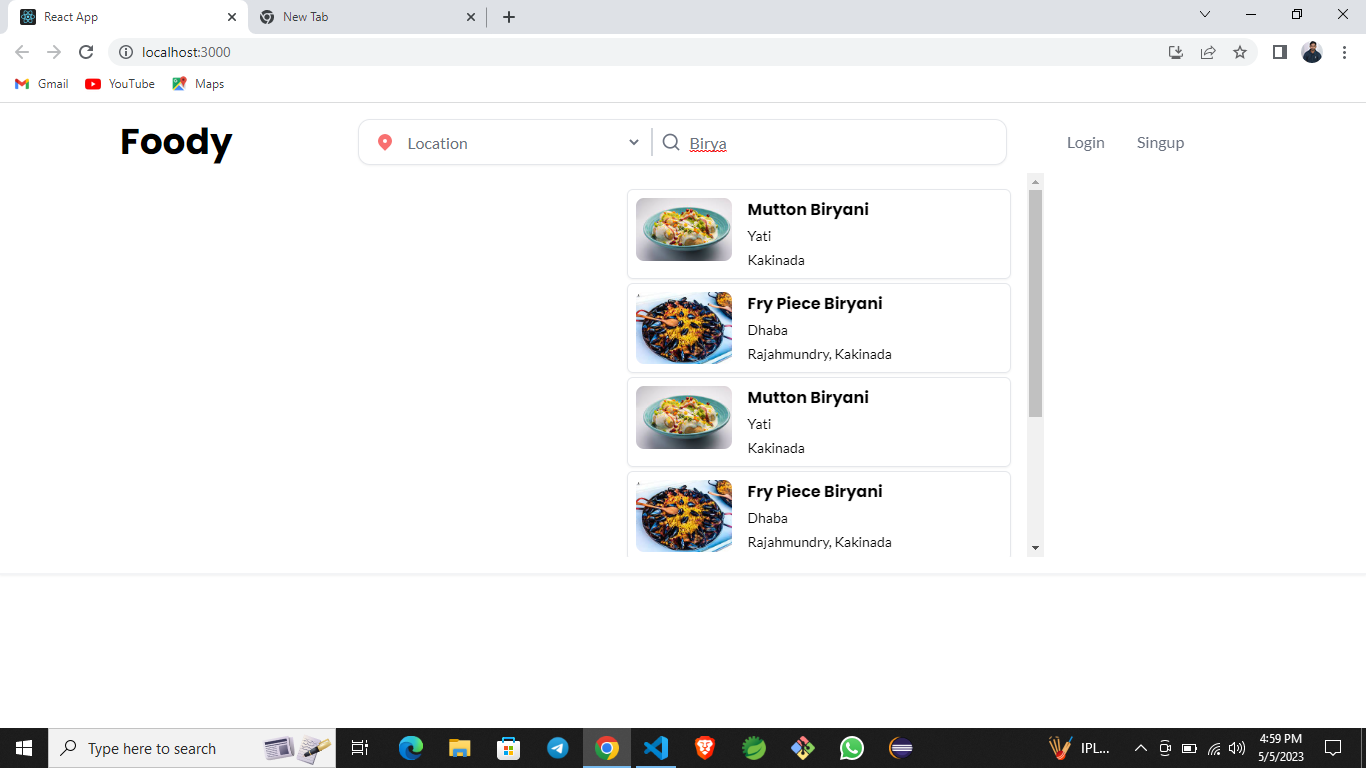 React App
New Tab
localhost:3000
Gmail
YouTube
Maps
Foody
Location
Birya
Login
Singup
Mutton Biryani
Yati
Kakinada
Fry Piece Biryani
Dhaba
Rajahmundry, Kakinada
Mutton Biryani
Yati
Kakinada
Fry Piece Biryani
Dhaba
Rajahmundry, Kakinada
Type here to search
IPL...
4:59 PM
5/5/2023